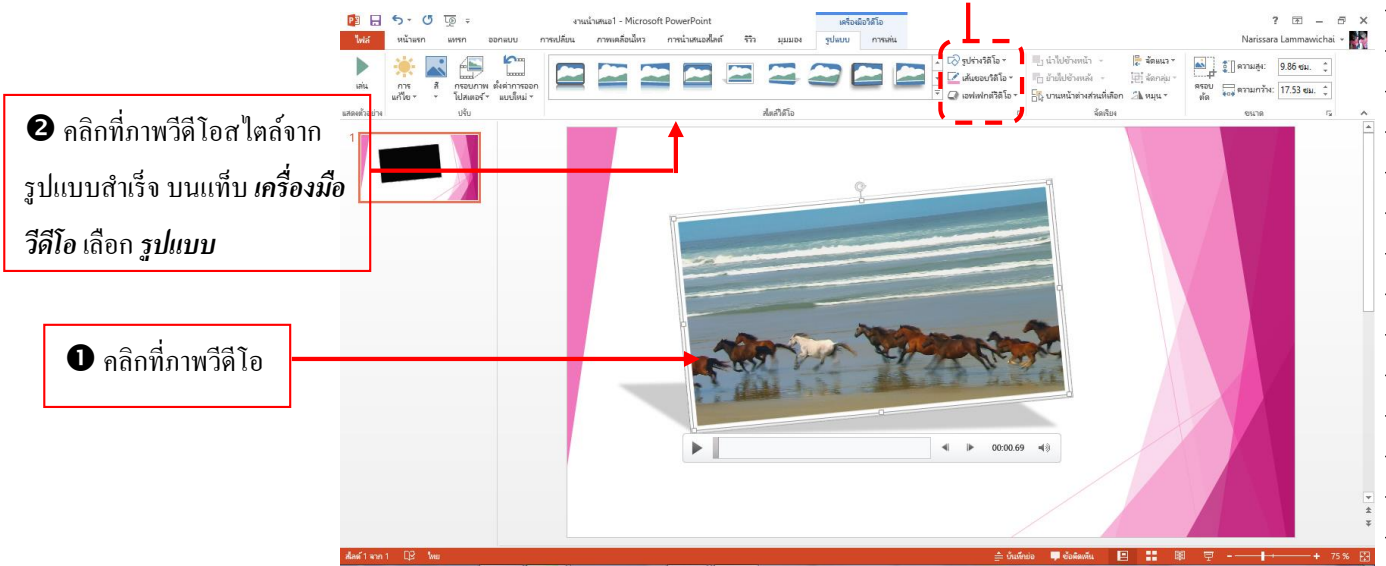 งานนำเสนอ1 - Microsoft PowerPoint
เครื่องมือวิดีโอ
ไฟล์ หน้าแรก แทรก ออกแบบ การเปลี่ยน ภาพเคลื่อนไหว การนำเสนอสไลด์ รีวิว มุมมอง รูปแบบ การเล่น
Narissara Lammawichai
เล่น
การแก้ไข
สี
กรอบภาพโปสเตอร์
ตั้งค่าการออกแบบใหม่
รูปร่างวิดีโอ
เส้นขอบวิดีโอ
เอฟเฟกต์วิดีโอ
นำไปข้างหน้า
ย้ายไปข้างหลัง
บานหน้าต่างส่วนที่เลือก
จัดแนว
จัดกลุ่ม
หมุน
ครอบตัด
ความสูง: 9.86 ซม.
ความกว้าง: 17.53 ซม.
แสดงตัวอย่าง ปรับ สไตล์วิดีโอ จัดเรียง ขนาด
❷ คลิกที่ภาพวีดีโอสไตล์จาก
รูปแบบสำเร็จ บนแท็บ เครื่องมือ
วีดีโอ เลือก รูปแบบ
1
❶ คลิกที่ภาพวีดีโอ
00:00.69
สไลด์ 1 จาก 1 ไทย บันทึกย่อ ข้อคิดเห็น 75 %